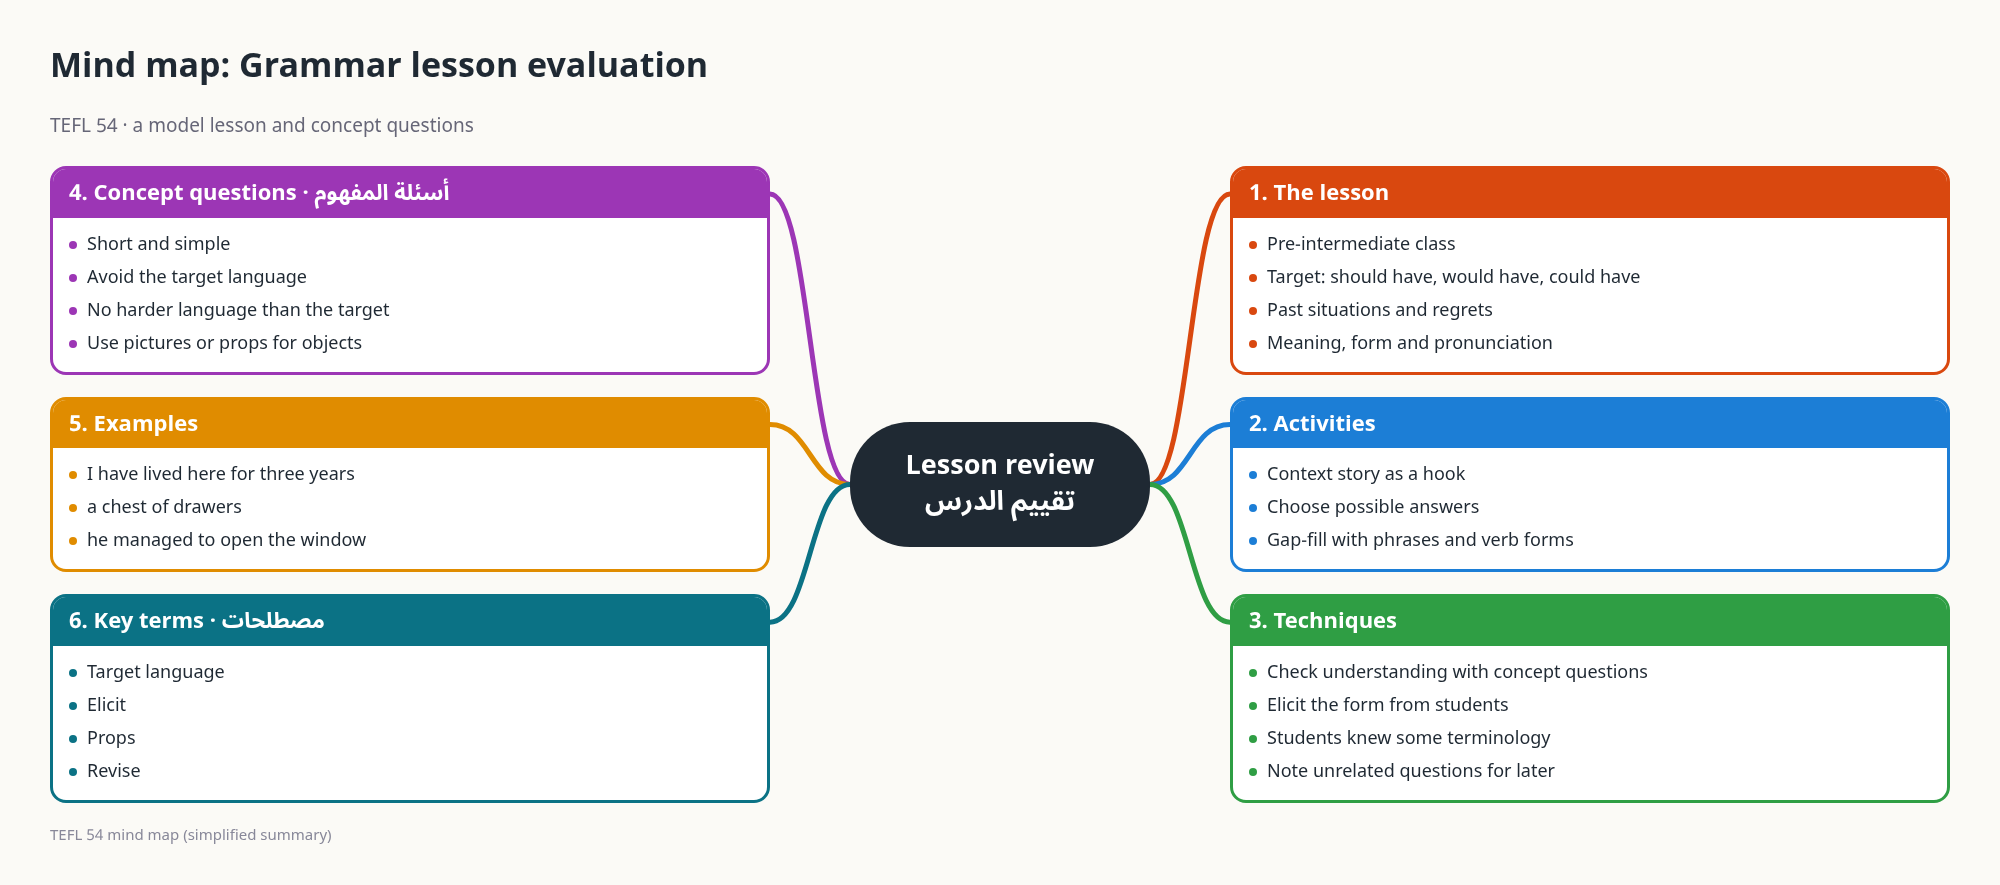 Mind map: Grammar lesson evaluation
TEFL 54 · a model lesson and concept questions
4. Concept questions · أسئلة المفهوم
Short and simple
Avoid the target language
No harder language than the target
Use pictures or props for objects
5. Examples
I have lived here for three years
a chest of drawers
he managed to open the window
6. Key terms · مصطلحات
Target language
Elicit
Props
Revise
Lesson review
تقييم الدرس
1. The lesson
Pre-intermediate class
Target: should have, would have, could have
Past situations and regrets
Meaning, form and pronunciation
2. Activities
Context story as a hook
Choose possible answers
Gap-fill with phrases and verb forms
3. Techniques
Check understanding with concept questions
Elicit the form from students
Students knew some terminology
Note unrelated questions for later
TEFL 54 mind map (simplified summary)